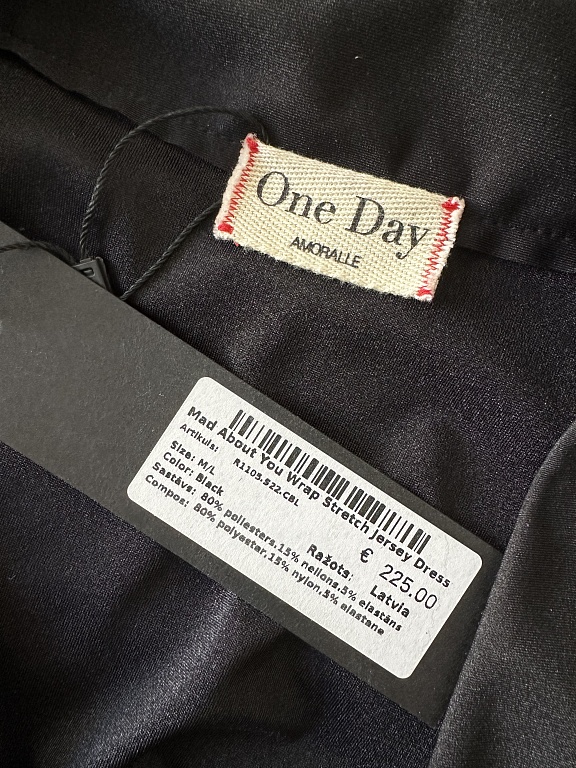 One Day
AMORALLE
Mad About You Wrap Stretch Jersey Dress
Artikuls: R1105.S22.CBL
Size: M/L
Color: Black
€ 225.00
Ražots: Latvia
Sastāvs: 80% poliesters,15% neilons,5% elastāns
Compos: 80% polyester,15% nylon,5% elastane